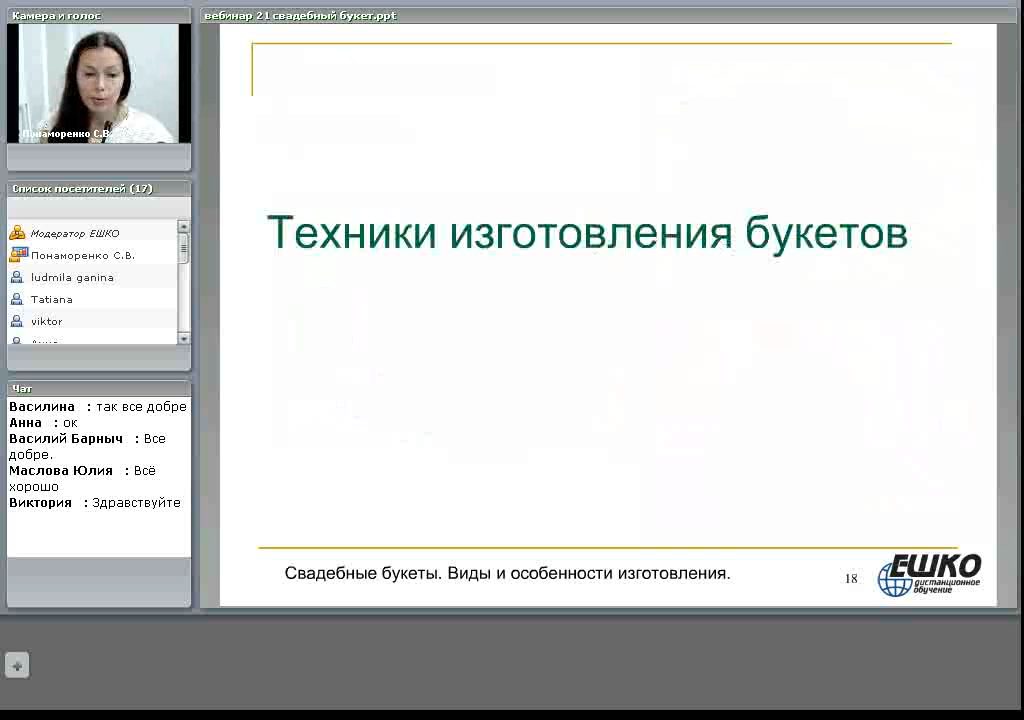 Камера и голос
Понаморенко С.В.
Список посетителей (17)
Модератор ЕШКО
Понаморенко С.В.
ludmila ganina
Tatiana
viktor
Чат
Василина : так все добре
Анна : ок
Василий Барныч : Все
добре.
Маслова Юлия : Всё
хорошо
Виктория : Здравствуйте
вебинар 21 свадебный букет.ppt
Техники изготовления букетов
Свадебные букеты. Виды и особенности изготовления.
18
ЕШКО
дистанционное
обучение